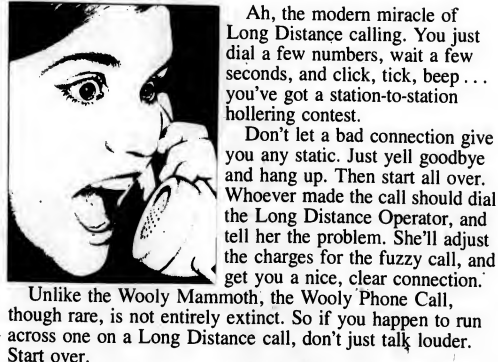 Ah, the modern miracle of
Long Distance calling. You just
dial a few numbers, wait a few
seconds, and click, tick, beep . . .
you've got a station-to-station
hollering contest.
Don't let a bad connection give
you any static. Just yell goodbye
and hang up. Then start all over.
Whoever made the call should dial
the Long Distance Operator, and
tell her the problem. She'll adjust
the charges for the fuzzy call, and
get you a nice, clear connection.
Unlike the Wooly Mammoth, the Wooly Phone Call,
though rare, is not entirely extinct. So if you happen to run
across one on a Long Distance call, don't just talk louder.
Start over.